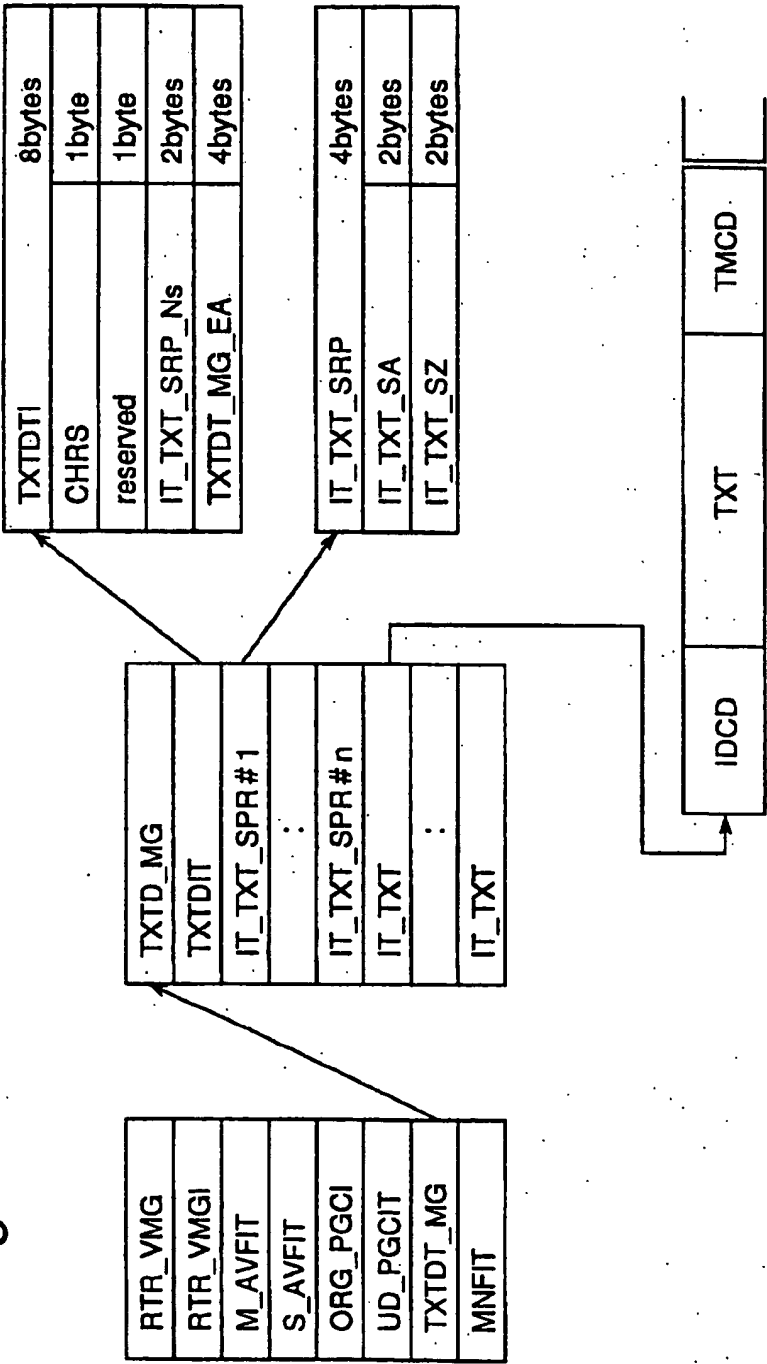 RTR_VMG
RTR_VMGI
M_AVFIT
S_AVFIT
ORG_PGCI
UD_PGCIT
TXTDT_MG
MNFIT
TXTD_MG
TXTDIT
IT_TXT_SPR#1
:
IT_TXT_SPR#n
IT_TXT
:
IT_TXT
TXTDTI 8bytes
CHRS 1byte
reserved 1byte
IT_TXT_SRP_Ns 2bytes
TXTDT_MG_EA 4bytes
IT_TXT_SRP 4bytes
IT_TXT_SA 2bytes
IT_TXT_SZ 2bytes
IDCD TXT TMCD